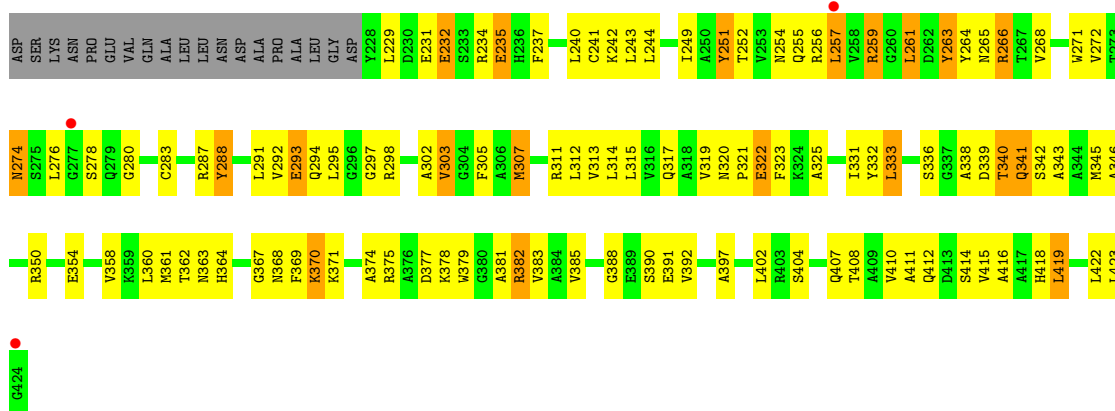 ASP SER LYS ASN PRO GLU VAL GLN ALA LEU LEU ASN ASP ALA PRO ALA LEU GLY ASP Y228 L229 D230 E231 E232 S233 R234 E235 H236 F237 L240 C241 K242 L243 L244 I249 A250 Y251 T252 V253 N254 Q255 R256 L257 V258 R259 G260 L261 D262 Y263 Y264 N265 R266 T267 V268 W271 V272 T273
N274 S275 L276 G277 S278 Q279 G280 C283 R287 Y288 L291 V292 E293 Q294 L295 G296 G297 R298 A302 V303 G304 F305 A306 M307 R311 L312 V313 L314 L315 V316 Q317 A318 V319 N320 P321 E322 F323 K324 A325 I331 Y332 L333 S336 G337 A338 D339 T340 Q341 S342 A343 A344 M345 A346
R350 E354 V358 K359 L360 M361 T362 N363 H364 G367 N368 F369 K370 K371 A374 R375 A376 D377 K378 W379 G380 A381 R382 V383 A384 V385 G388 E389 S390 E391 V392 A397 L402 R403 S404 Q407 T408 A409 V410 A411 Q412 D413 S414 V415 A416 A417 H418 L419 L422
G424